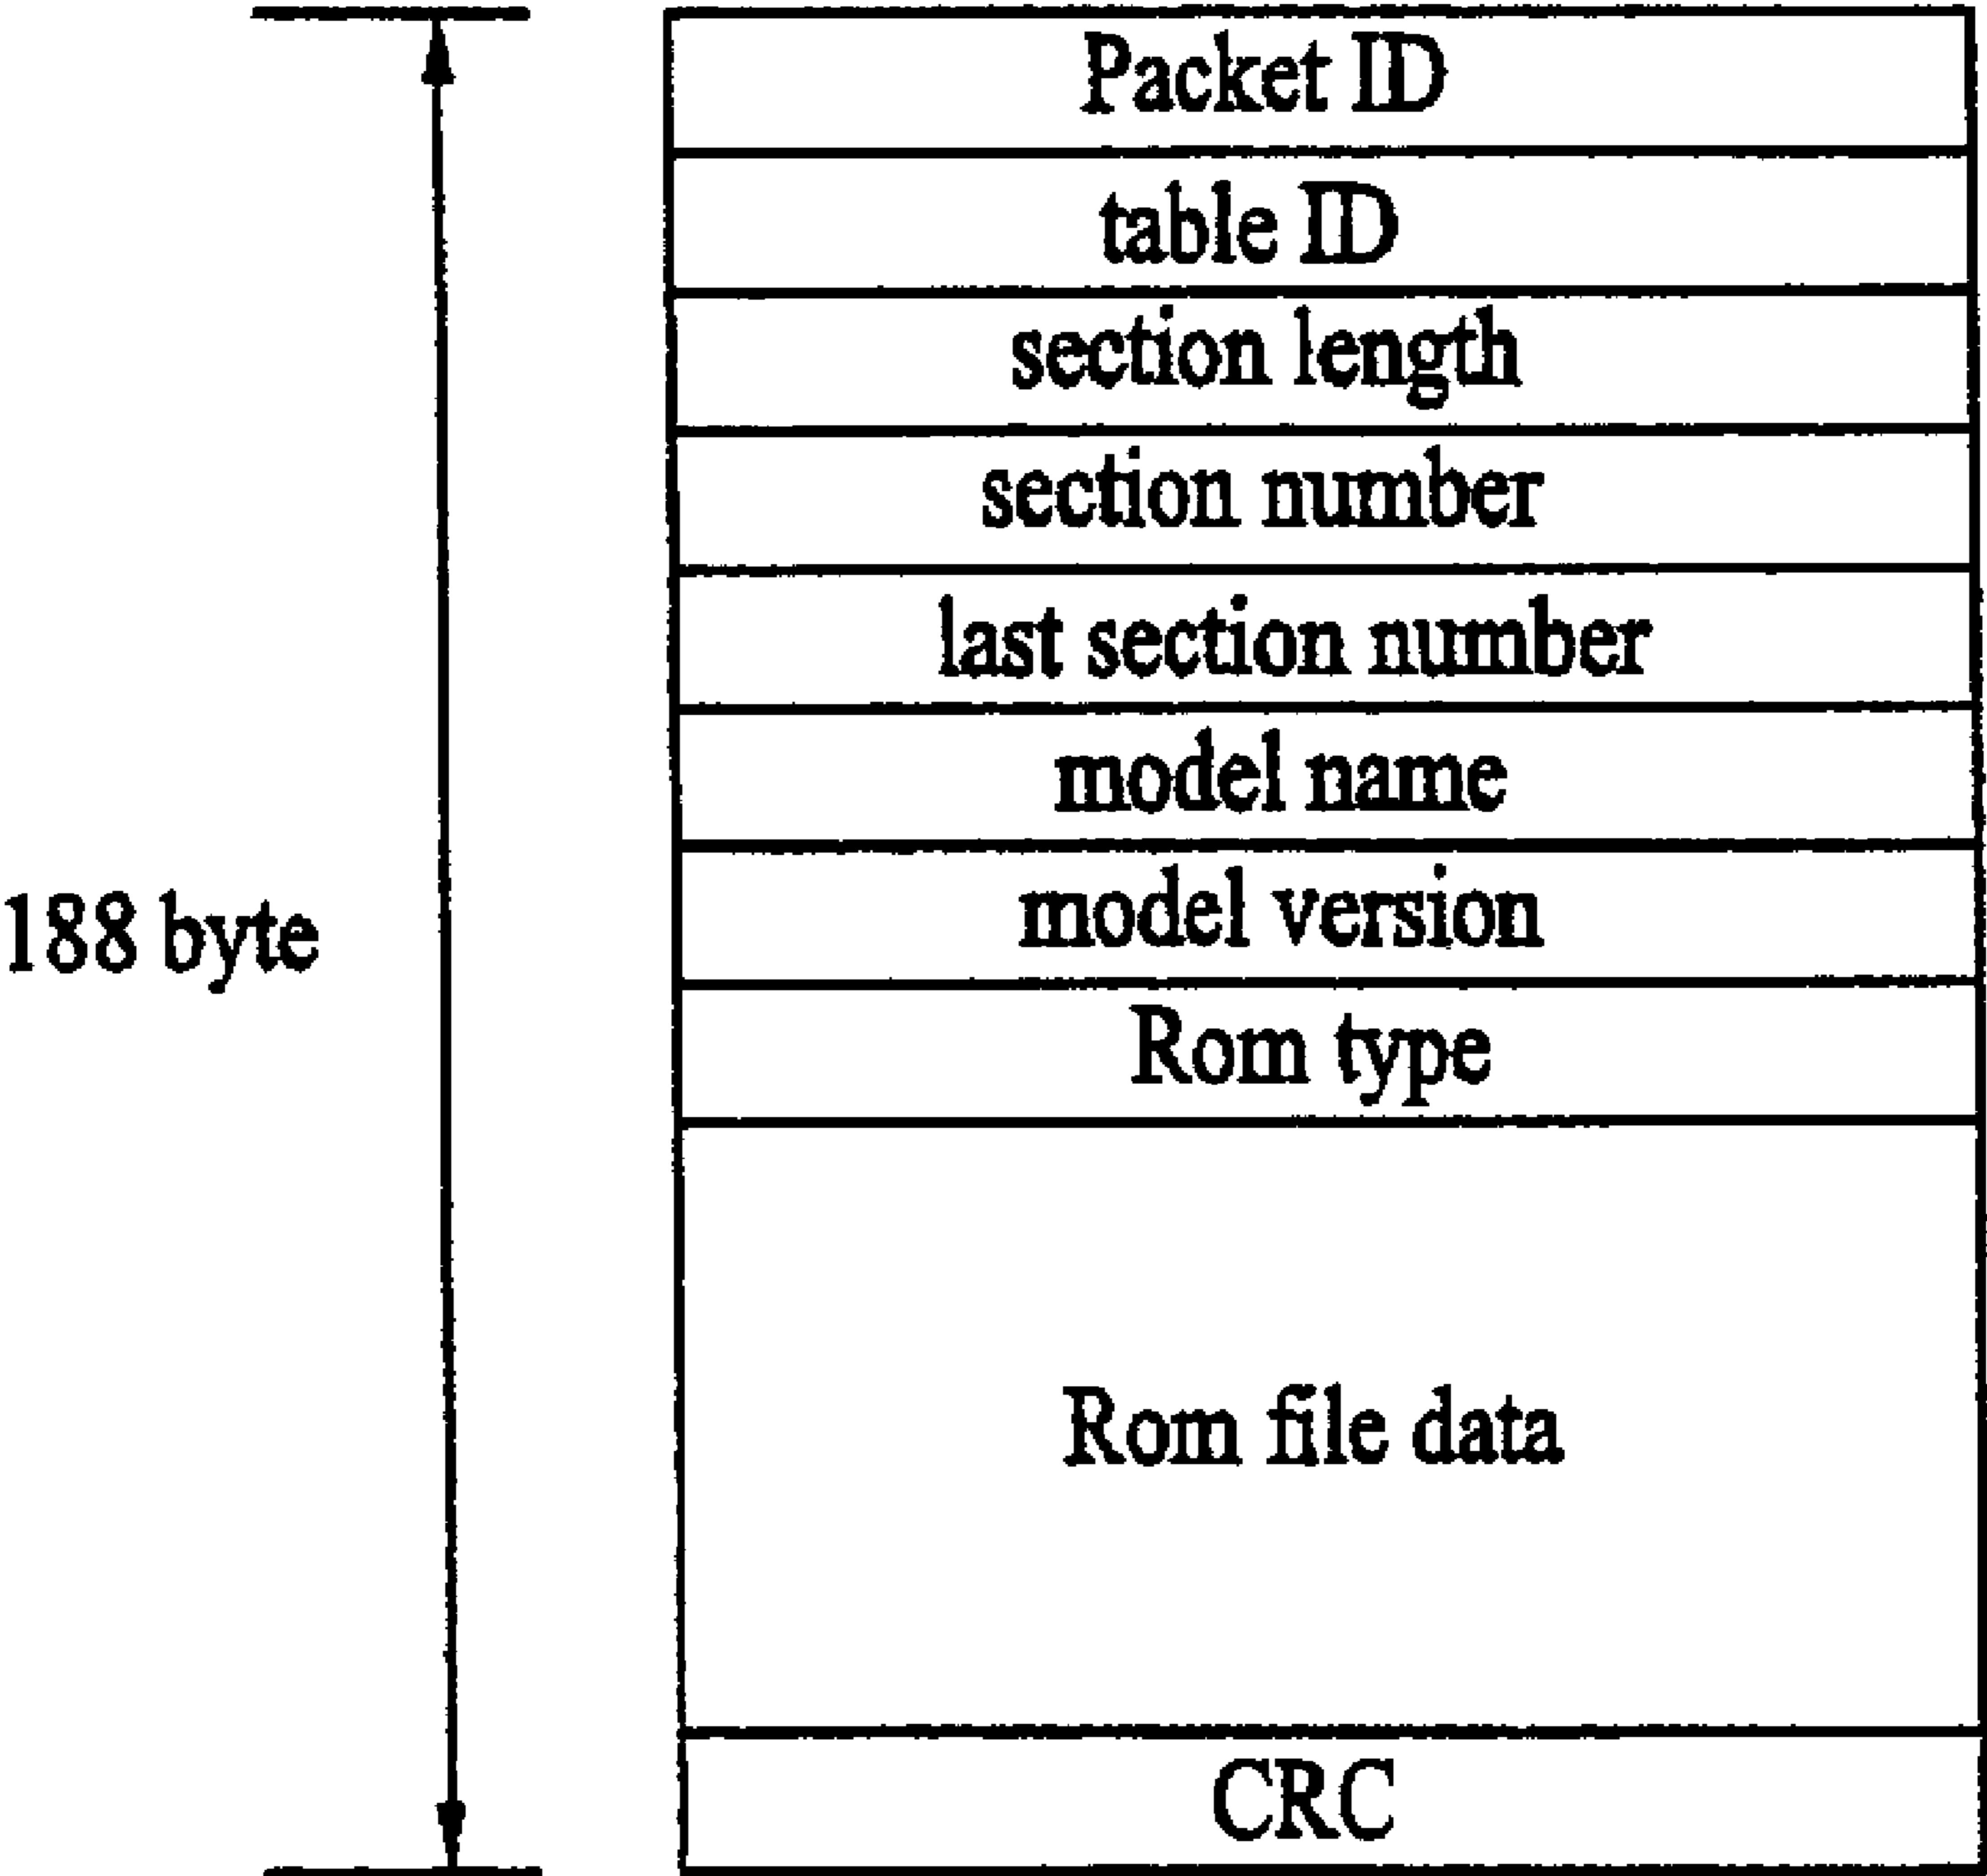 Packet ID
table ID
section length
section number
last section number
model name
model version
188 byte
Rom type
Rom file data
CRC